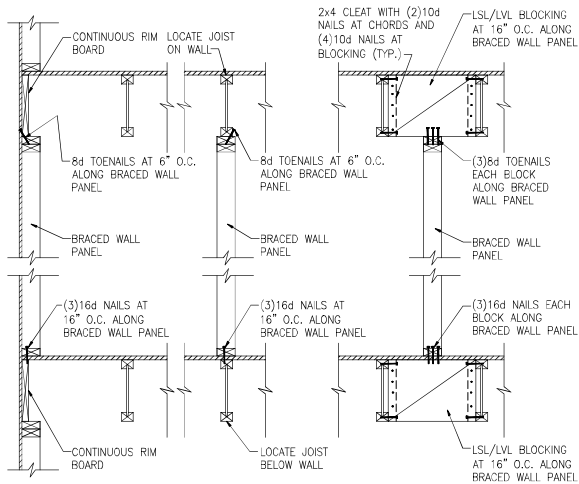 CONTINUOUS RIM
BOARD
LOCATE JOIST
ON WALL
2x4 CLEAT WITH (2)10d
NAILS AT CHORDS AND
(4)10d NAILS AT
BLOCKING (TYP.)
LSL/LVL BLOCKING
AT 16" O.C. ALONG
BRACED WALL PANEL
8d TOENAILS AT 6" O.C.
ALONG BRACED WALL
PANEL
8d TOENAILS AT 6" O.C.
ALONG BRACED WALL
PANEL
(3)8d TOENAILS
EACH BLOCK
ALONG BRACED
WALL PANEL
BRACED WALL
PANEL
BRACED WALL
PANEL
BRACED WALL
PANEL
(3)16d NAILS AT
16" O.C. ALONG
BRACED WALL PANEL
(3)16d NAILS AT
16" O.C. ALONG
BRACED WALL PANEL
(3)16d NAILS EACH
BLOCK ALONG
BRACED WALL PANEL
CONTINUOUS RIM
BOARD
LOCATE JOIST
BELOW WALL
LSL/LVL BLOCKING
AT 16" O.C. ALONG
BRACED WALL PANEL